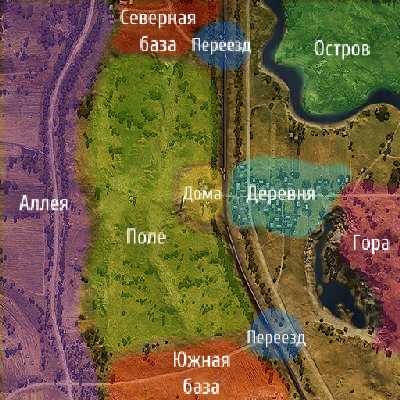 Северная
база
Переезд
Остров
Аллея
Дома
Деревня
Поле
Гора
Переезд
Южная
база